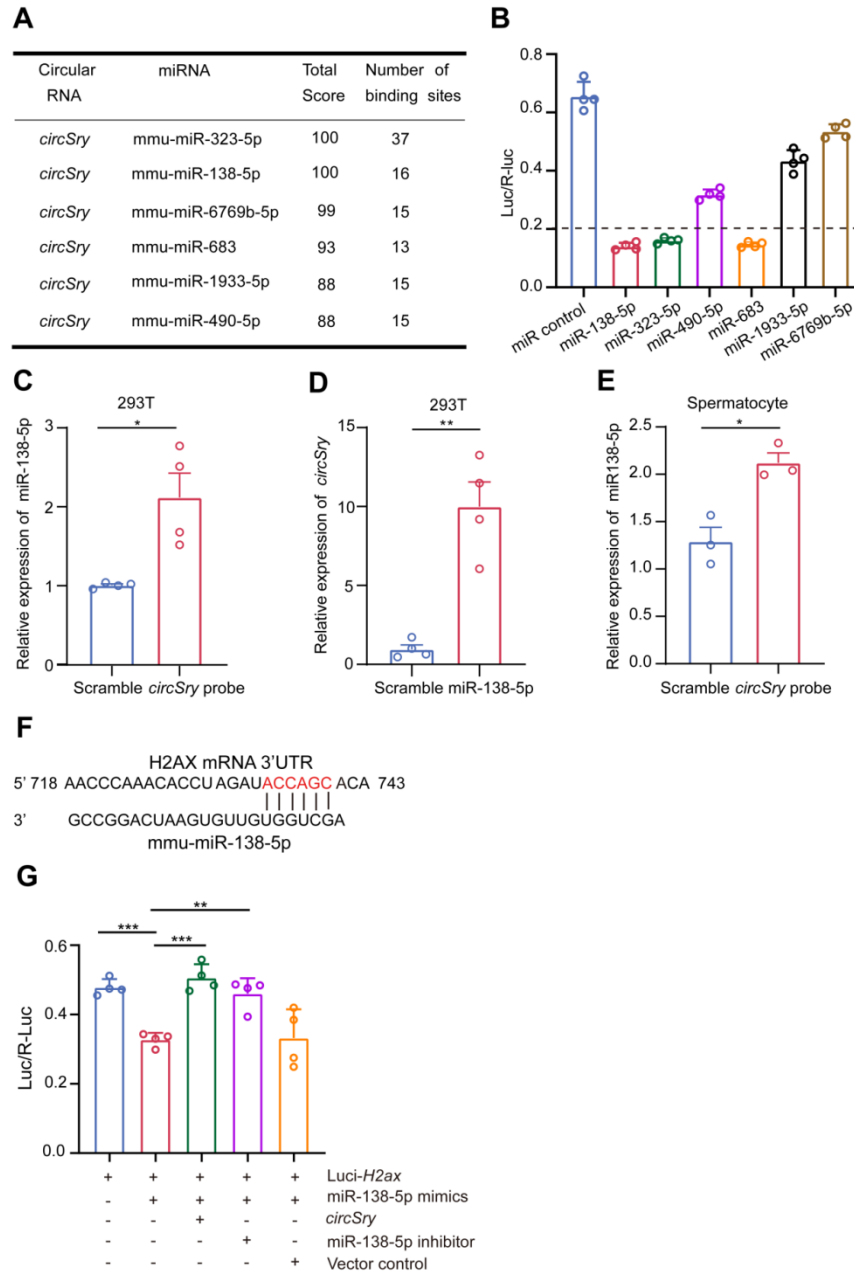 A
Circular RNA miRNA Total Score Number of binding sites
circSry mmu-miR-323-5p 100 37
circSry mmu-miR-138-5p 100 16
circSry mmu-miR-6769b-5p 99 15
circSry mmu-miR-683 93 13
circSry mmu-miR-1933-5p 88 15
circSry mmu-miR-490-5p 88 15
B
Luc/R-luc
0.8
0.6
0.4
0.2
0.0
miR control
miR-138-5p
miR-323-5p
miR-490-5p
miR-683
miR-1933-5p
miR-6769b-5p
C
293T
Relative expression of miR-138-5p
*
3
2
1
0
Scramble circSry probe
D
293T
Relative expression of circSry
**
15
10
5
0
Scramble miR-138-5p
E
Spermatocyte
Relative expression of miR138-5p
*
2.5
2.0
1.5
1.0
0.0
Scramble circSry probe
F
H2AX mRNA 3'UTR
5' 718 AACCCAAACACCU AGAUACCAGC ACA 743
3' GCCGGACUAAGUGUUGUGGUCGA
mmu-miR-138-5p
G
Luc/R-Luc
**
*** ***
0.6
0.4
0.2
0.0
+ + + + + Luci-H2ax
- + + + + miR-138-5p mimics
- - + - - circSry
- - - + - miR-138-5p inhibitor
- - - - + Vector control